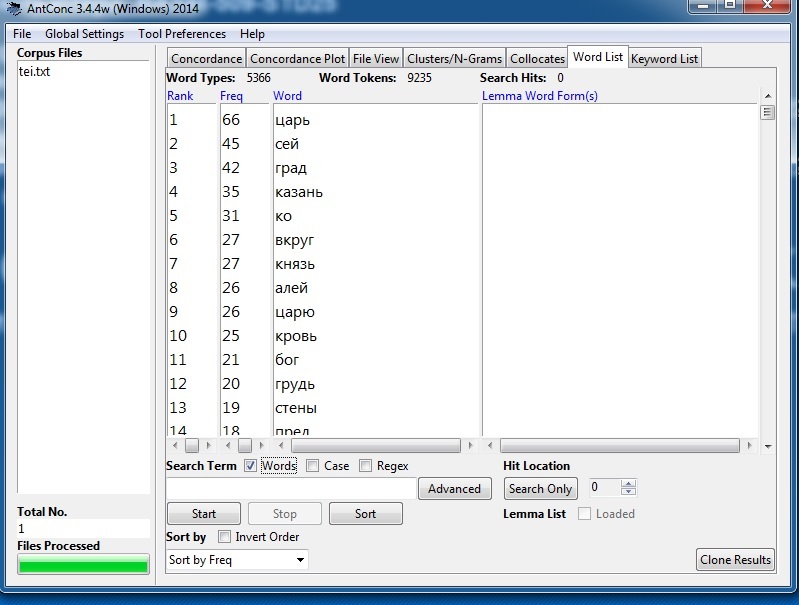 AntConc 3.4.4w (Windows) 2014
File Global Settings Tool Preferences Help
Corpus Files
tei.txt
Concordance Concordance Plot File View Clusters/N-Grams Collocates Word List Keyword List
Word Types: 5366 Word Tokens: 9235 Search Hits: 0
Rank Freq Word Lemma Word Form(s)
1 66 царь
2 45 сей
3 42 град
4 35 казань
5 31 ко
6 27 вкруг
7 27 князь
8 26 алей
9 26 царю
10 25 кровь
11 21 бог
12 20 грудь
13 19 стены
14 18 пред
Search Term Words Case Regex Hit Location
Advanced Search Only 0
Total No.
1
Start Stop Sort Lemma List Loaded
Files Processed
Sort by Invert Order
Sort by Freq Clone Results